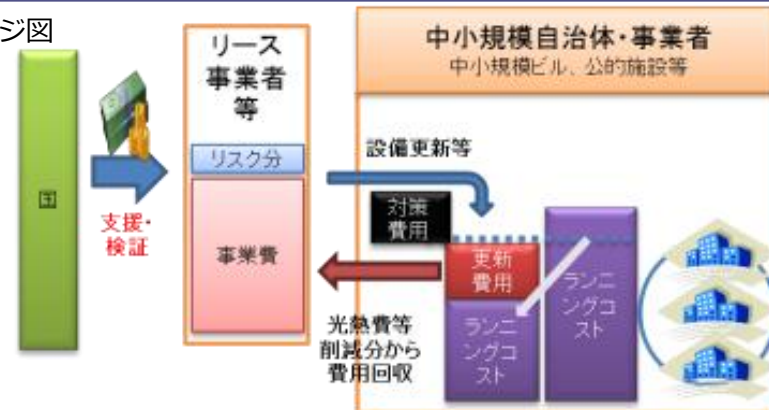 ジ図
国
支援・
検証
リース
事業者
等
リスク分
事業費
中小規模自治体・事業者
中小規模ビル、公的施設等
設備更新等
対策
費用
更新
費用
ランニ
ングコ
スト
ランニ
ングコ
スト
光熱費等
削減分から
費用回収